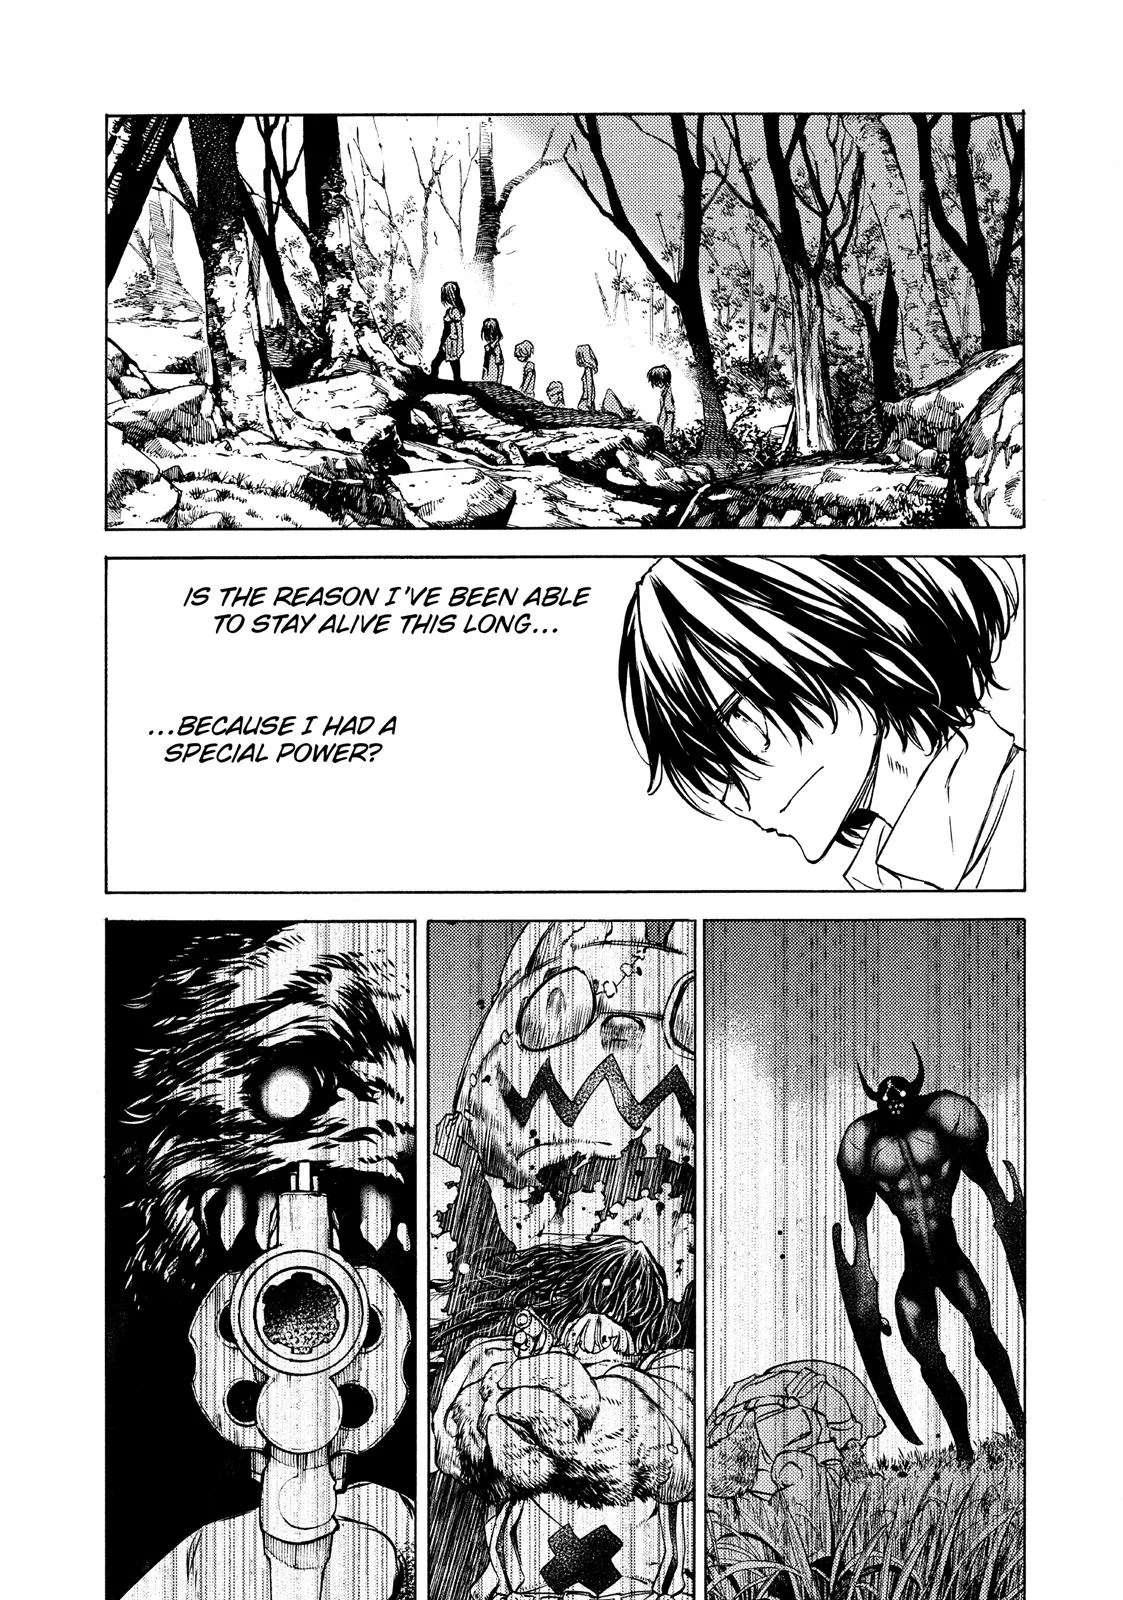 IS THE REASON I'VE BEEN ABLE
TO STAY ALIVE THIS LONG...
...BECAUSE I HAD A
SPECIAL POWER?